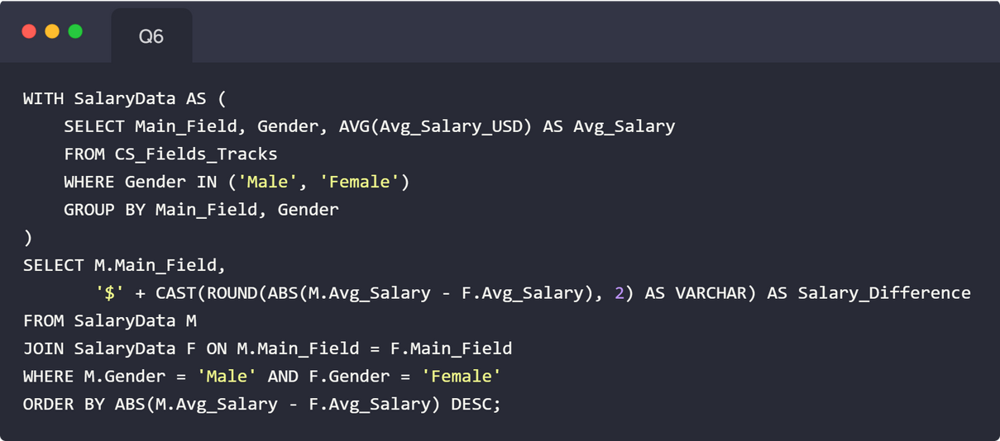 Q6
WITH SalaryData AS (
    SELECT Main_Field, Gender, AVG(Avg_Salary_USD) AS Avg_Salary
    FROM CS_Fields_Tracks
    WHERE Gender IN ('Male', 'Female')
    GROUP BY Main_Field, Gender
)
SELECT M.Main_Field,
       '$' + CAST(ROUND(ABS(M.Avg_Salary - F.Avg_Salary), 2) AS VARCHAR) AS Salary_Difference
FROM SalaryData M
JOIN SalaryData F ON M.Main_Field = F.Main_Field
WHERE M.Gender = 'Male' AND F.Gender = 'Female'
ORDER BY ABS(M.Avg_Salary - F.Avg_Salary) DESC;